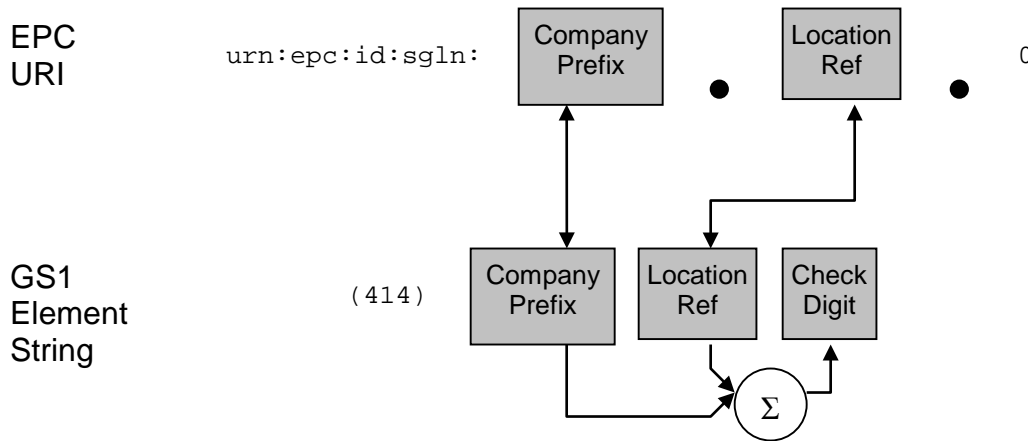 EPC
URI
urn:epc:id:sgln:
Company
Prefix
Location
Ref
0
GS1
Element
String
(414)
Company
Prefix
Location
Ref
Check
Digit
Σ